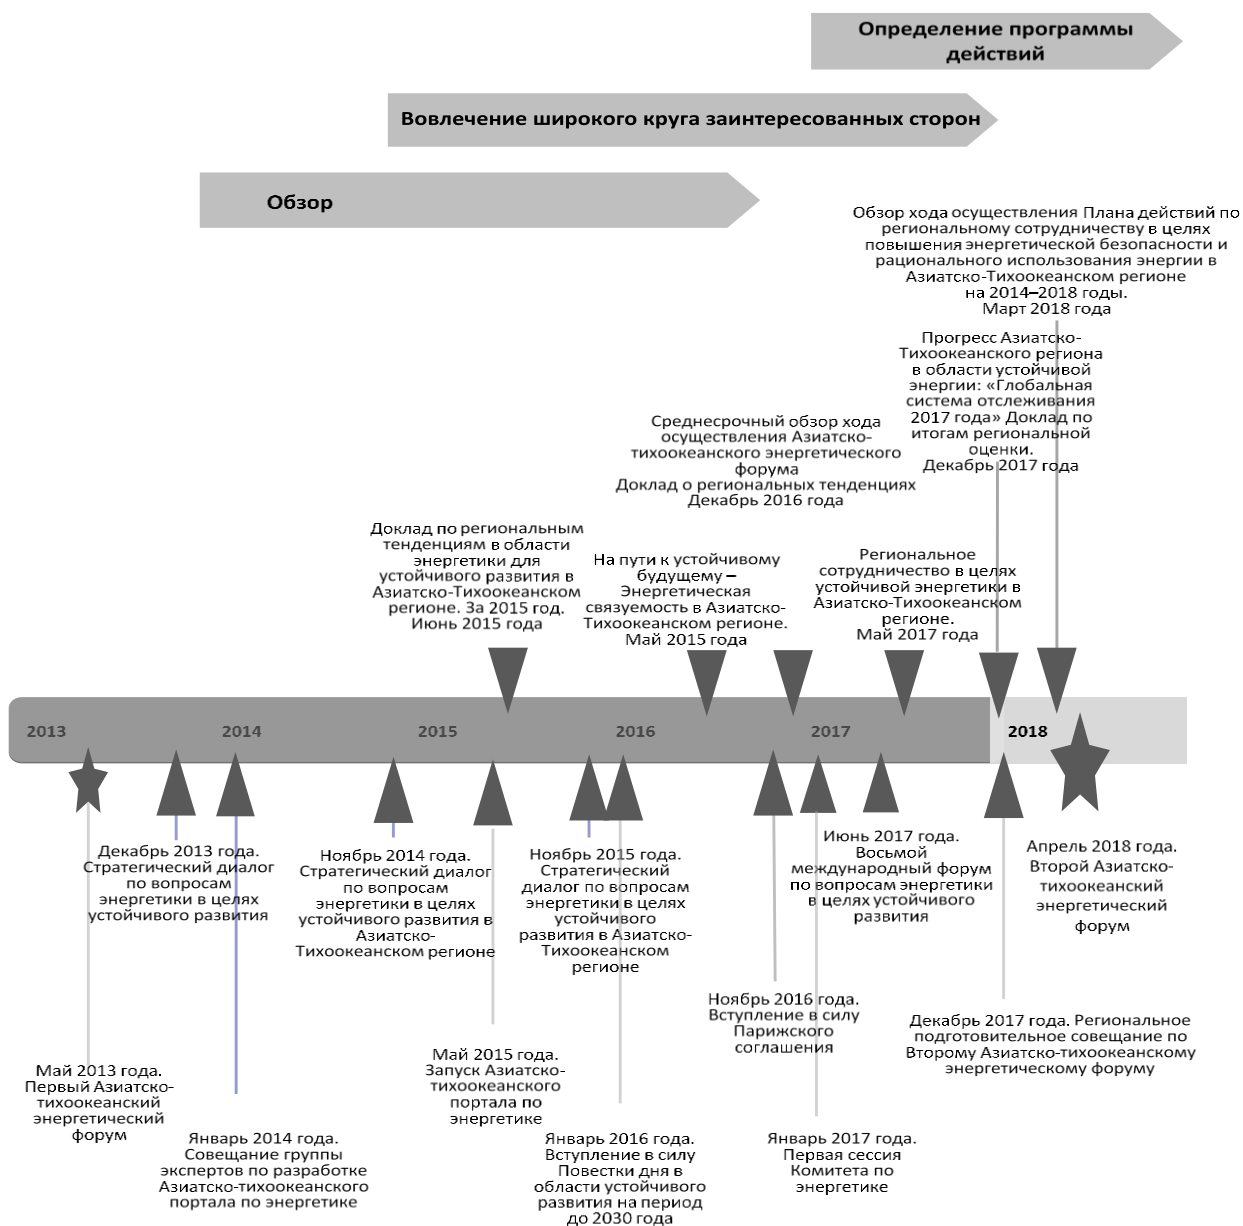 Определение программы
действий
Вовлечение широкого круга заинтересованных сторон
Обзор
Обзор хода осуществления Плана действий по
региональному сотрудничеству в целях
повышения энергетической безопасности и
рационального использования энергии в
Азиатско-Тихоокеанском регионе
на 2014–2018 годы.
Март 2018 года
Прогресс Азиатско-
Тихоокеанского региона
в области устойчивой
энергии: «Глобальная
система отслеживания
2017 года» Доклад по
итогам региональной
оценки.
Декабрь 2017 года
Среднесрочный обзор хода
осуществления Азиатско-
тихоокеанского энергетического
форума
Доклад о региональных тенденциях
Декабрь 2016 года
Доклад по региональным
тенденциям в области
энергетики для
устойчивого развития в
Азиатско-Тихоокеанском
регионе. За 2015 год.
Июнь 2015 года
На пути к устойчивому
будущему –
Энергетическая
связуемость в Азиатско-
Тихоокеанском регионе.
Май 2015 года
Региональное
сотрудничество в целях
устойчивой энергетики в
Азиатско-Тихоокеанском
регионе.
Май 2017 года
2013
2014
2015
2016
2017
2018
Декабрь 2013 года.
Стратегический диалог
по вопросам
энергетики в целях
устойчивого развития
Ноябрь 2014 года.
Стратегический диалог
по вопросам
энергетики в целях
устойчивого развития в
Азиатско-
Тихоокеанском регионе
Ноябрь 2015 года.
Стратегический
диалог по вопросам
энергетики в целях
устойчивого
развития в Азиатско-
Тихоокеанском
регионе
Июнь 2017 года.
Восьмой
международный форум
по вопросам энергетики
в целях устойчивого
развития
Апрель 2018 года.
Второй Азиатско-
тихоокеанский
энергетический
форум
Ноябрь 2016 года.
Вступление в силу
Парижского
соглашения
Декабрь 2017 года. Региональное
подготовительное совещание по
Второму Азиатско-тихоокеанскому
энергетическому форуму
Май 2013 года.
Первый Азиатско-
тихоокеанский
энергетический
форум
Май 2015 года.
Запуск Азиатско-
тихоокеанского
портала по
энергетике
Январь 2014 года.
Совещание группы
экспертов по разработке
Азиатско-тихоокеанского
портала по энергетике
Январь 2016 года.
Вступление в силу
Повестки дня в
области устойчивого
развития на период
до 2030 года
Январь 2017 года.
Первая сессия
Комитета по
энергетике